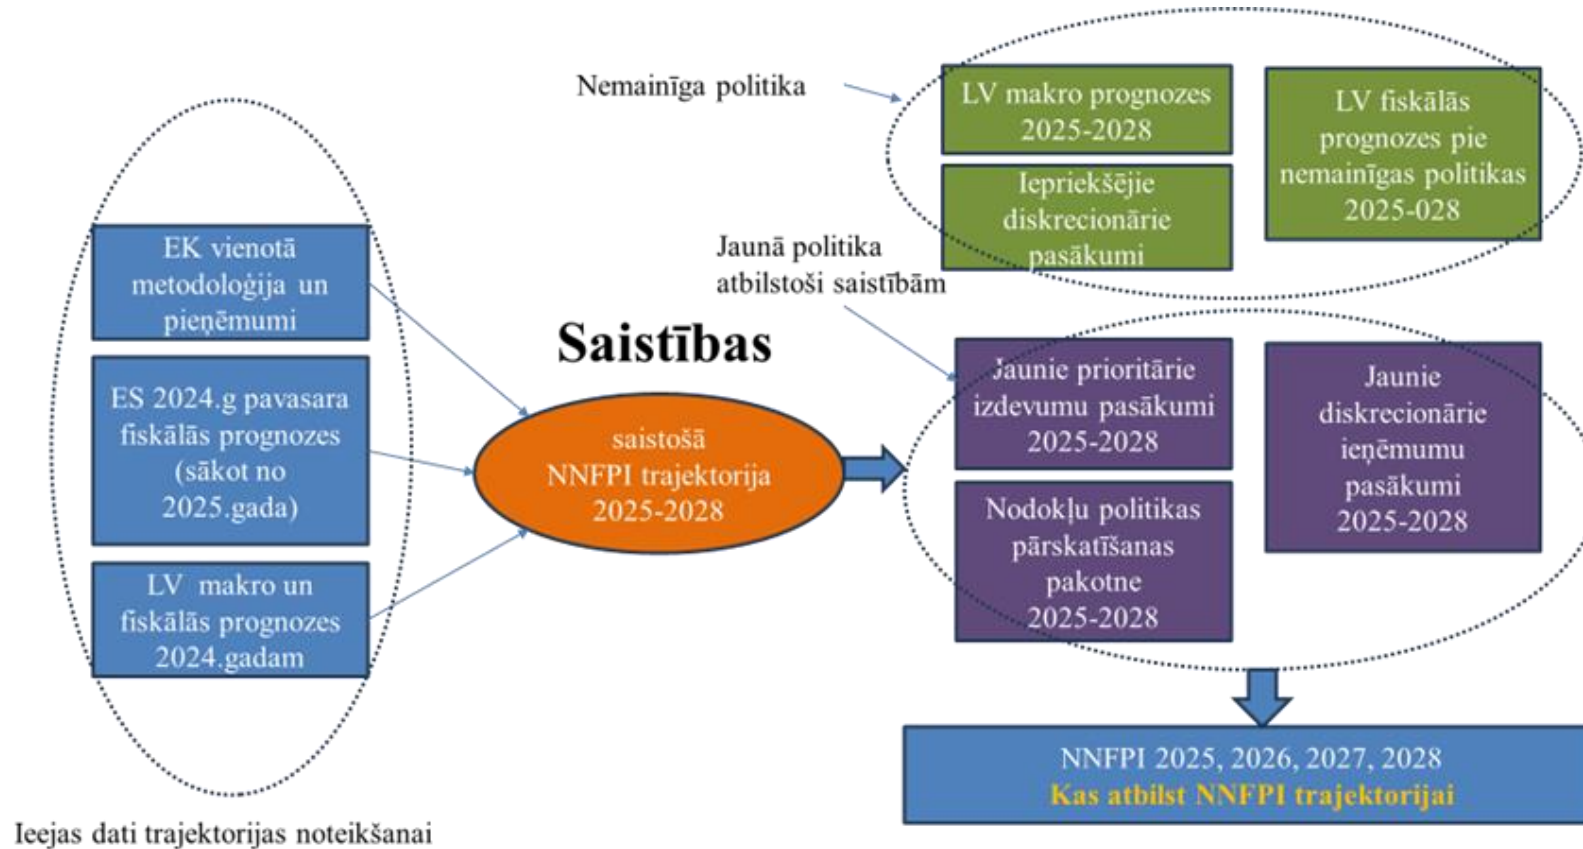 Nemainīga politika
LV makro prognozes
2025-2028
Iepriekšējie
diskrecionārie
pasākumi
LV fiskālās
prognozes pie
nemainīgas politikas
2025-028
EK vienotā
metodoloģija un
pieņēmumi
ES 2024.g pavasara
fiskālās prognozes
(sākot no
2025.gada)
LV  makro un
fiskālās prognozes
2024.gadam
Ieejas dati trajektorijas noteikšanai
Saistības
saistošā
NNFPI trajektorija
2025-2028
Jaunā politika
atbilstoši saistībām
Jaunie prioritārie
izdevumu pasākumi
2025-2028
Nodokļu politikas
pārskatīšanas
pakotne
2025-2028
Jaunie
diskrecionārie
ieņēmumu
pasākumi
2025-2028
NNFPI 2025, 2026, 2027, 2028
Kas atbilst NNFPI trajektorijai